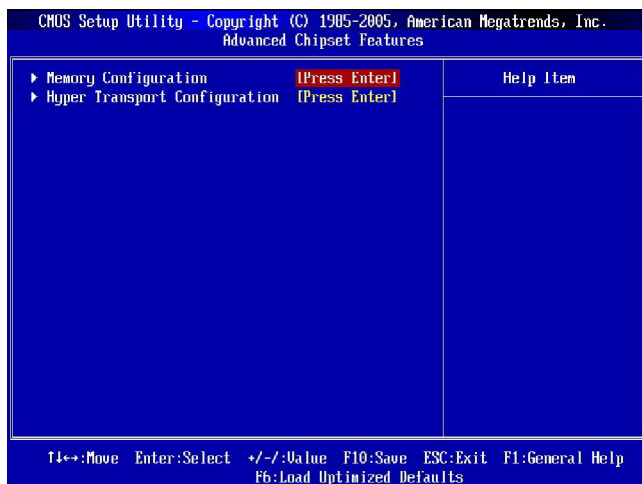 CMOS Setup Utility - Copyright (C) 1985-2005, American Megatrends, Inc.
Advanced Chipset Features
▶ Memory Configuration [Press Enter]
▶ Hyper Transport Configuration [Press Enter]
Help Item
↑↓←→:Move Enter:Select +/-/:Value F10:Save ESC:Exit F1:General Help
F6:Load Optimized Defaults